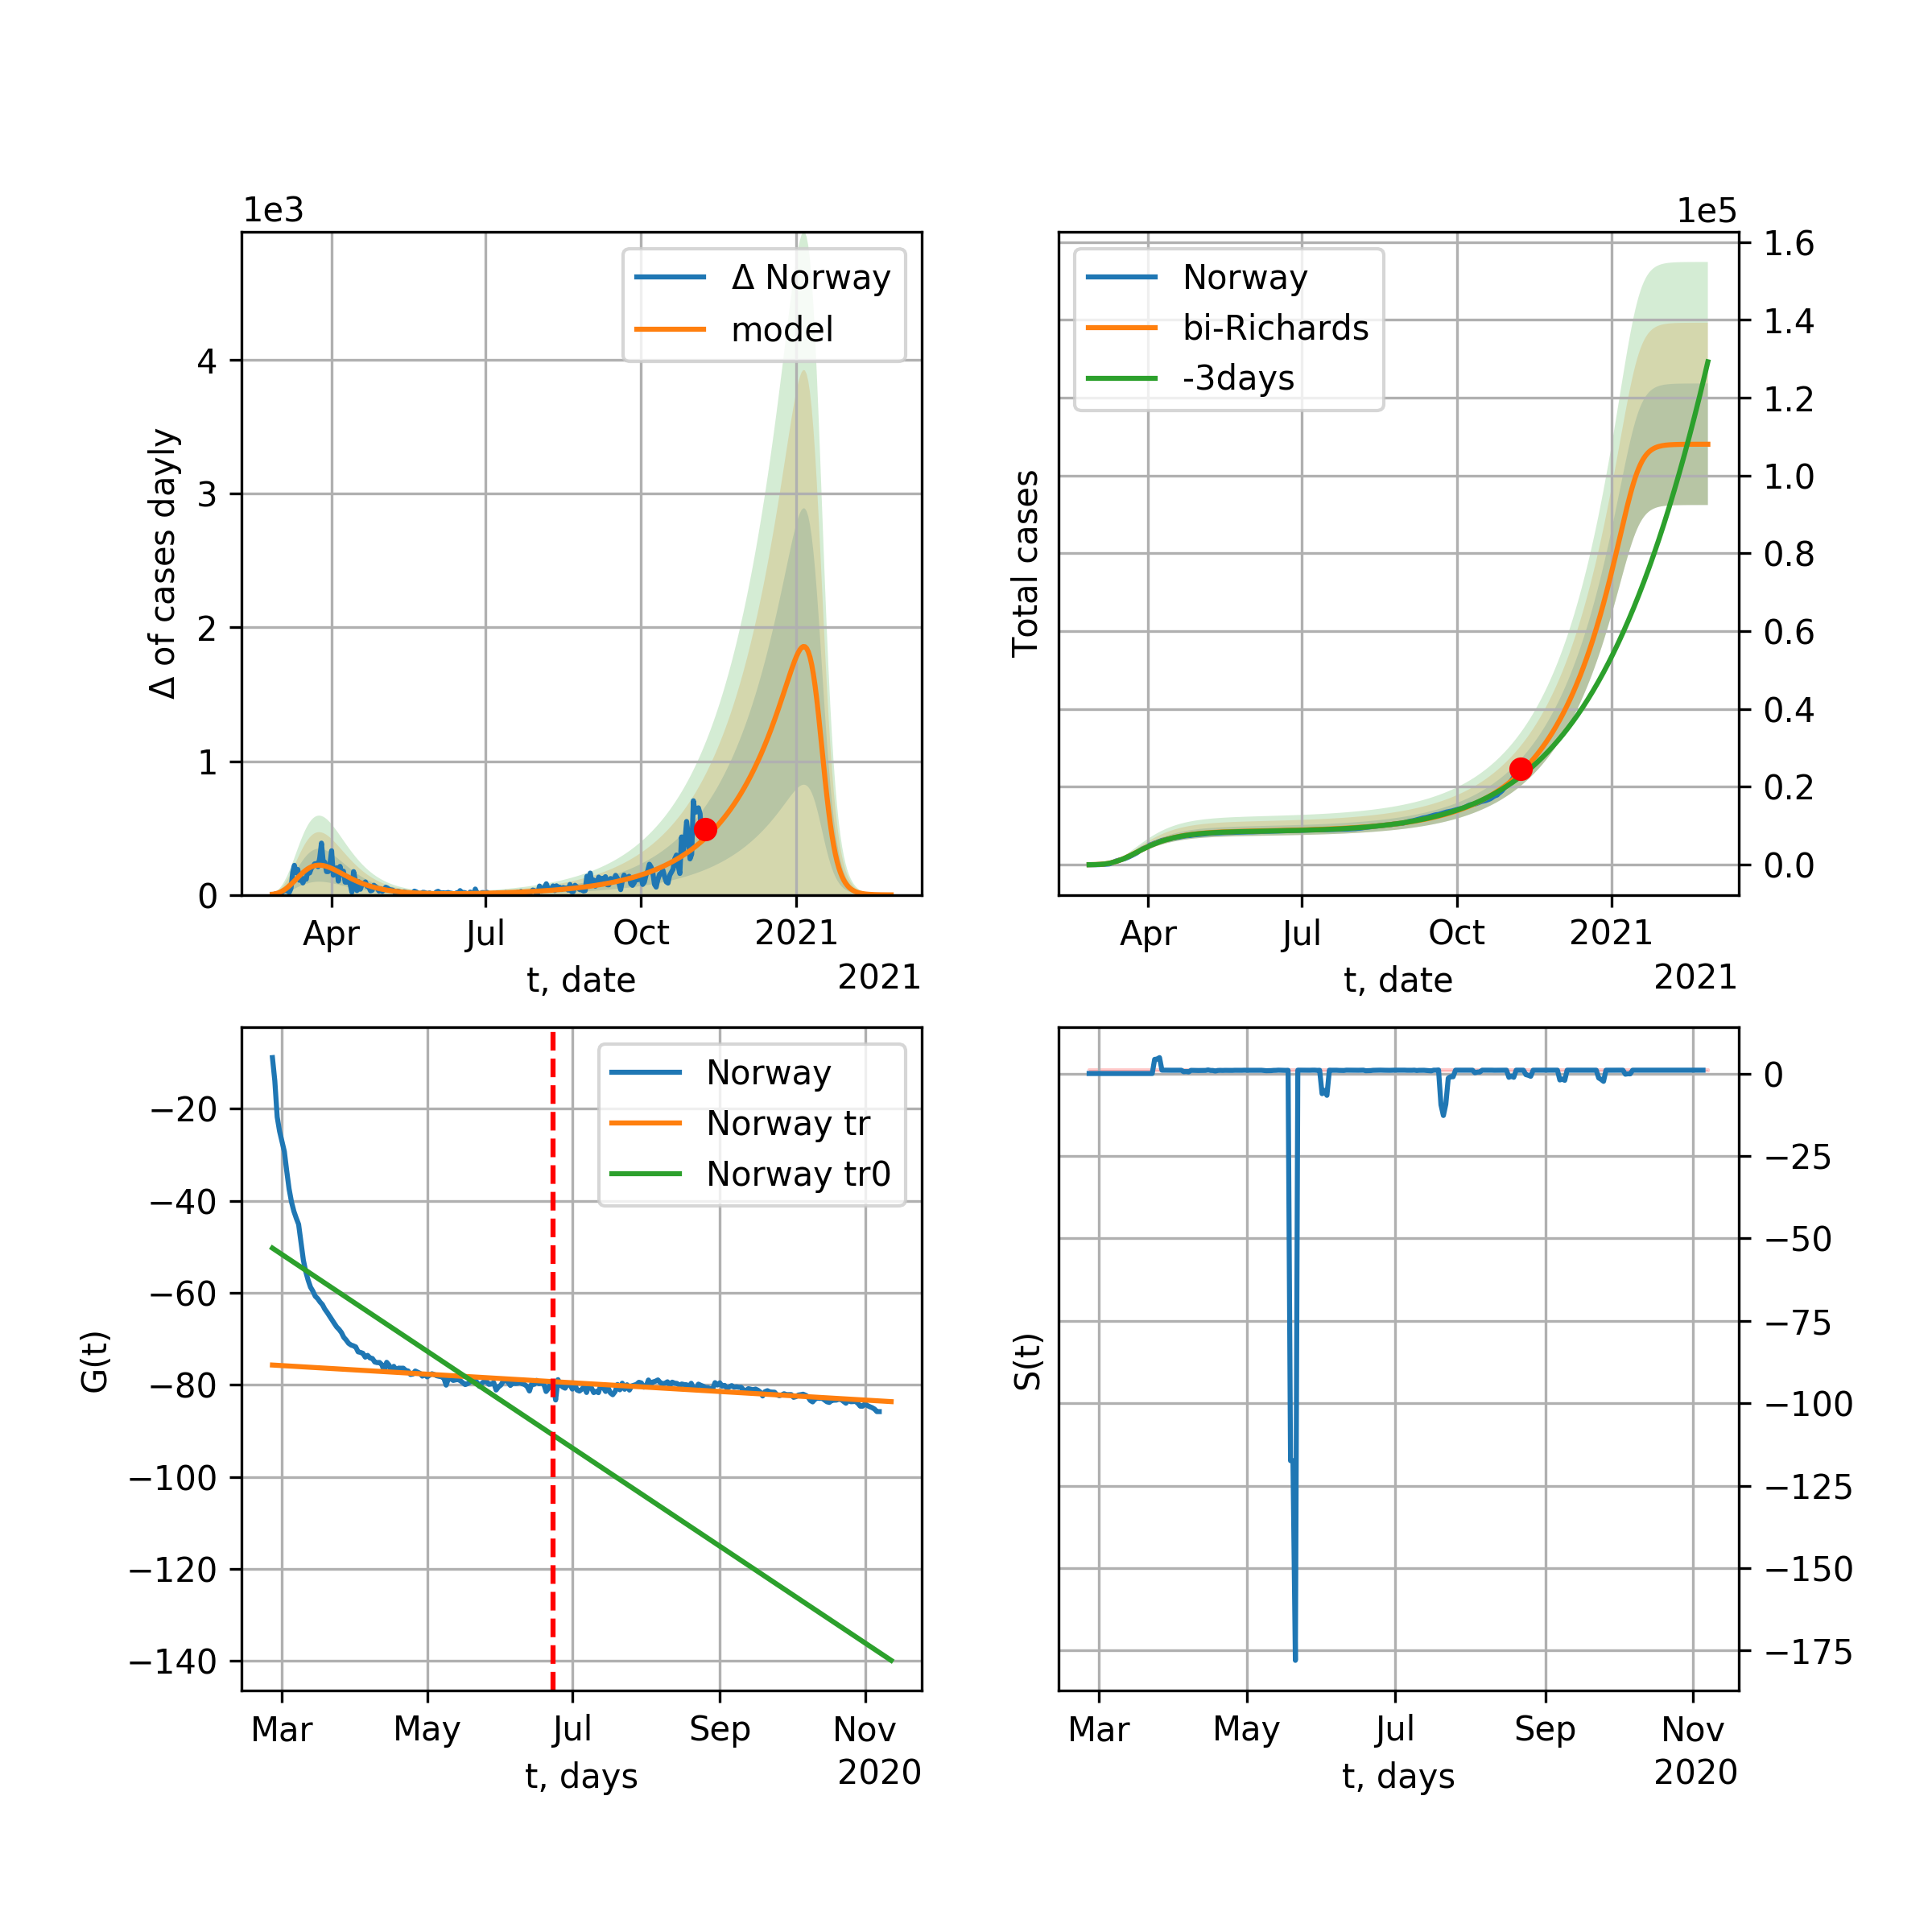 1e3
Δ Norway
model
4
3
2
1
0
Δ of cases dayly
Apr
Jul
Oct
2021
t, date
2021
1e5
Norway
bi-Richards
-3days
1.6
1.4
1.2
1.0
0.8
0.6
0.4
0.2
0.0
Total cases
Apr
Jul
Oct
2021
t, date
2021
Norway
Norway tr
Norway tr0
−20
−40
−60
−80
−100
−120
−140
G(t)
Mar
May
Jul
Sep
Nov
t, days
2020
0
−25
−50
−75
−100
−125
−150
−175
S(t)
Mar
May
Jul
Sep
Nov
t, days
2020